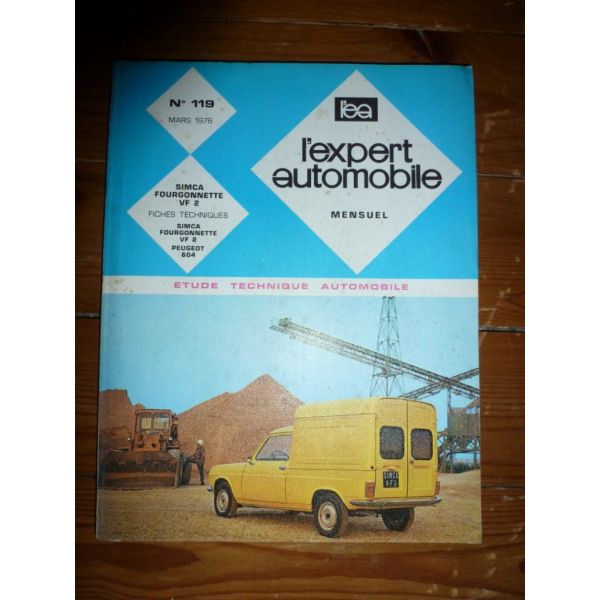 N° 119
MARS 1976
l'ea
l'expert
automobile
MENSUEL
SIMCA
FOURGONNETTE
VF 2
FICHES TECHNIQUES
SIMCA
FOURGONNETTE
VF 2
PEUGEOT
604
ETUDE TECHNIQUE AUTOMOBILE
SIMCA